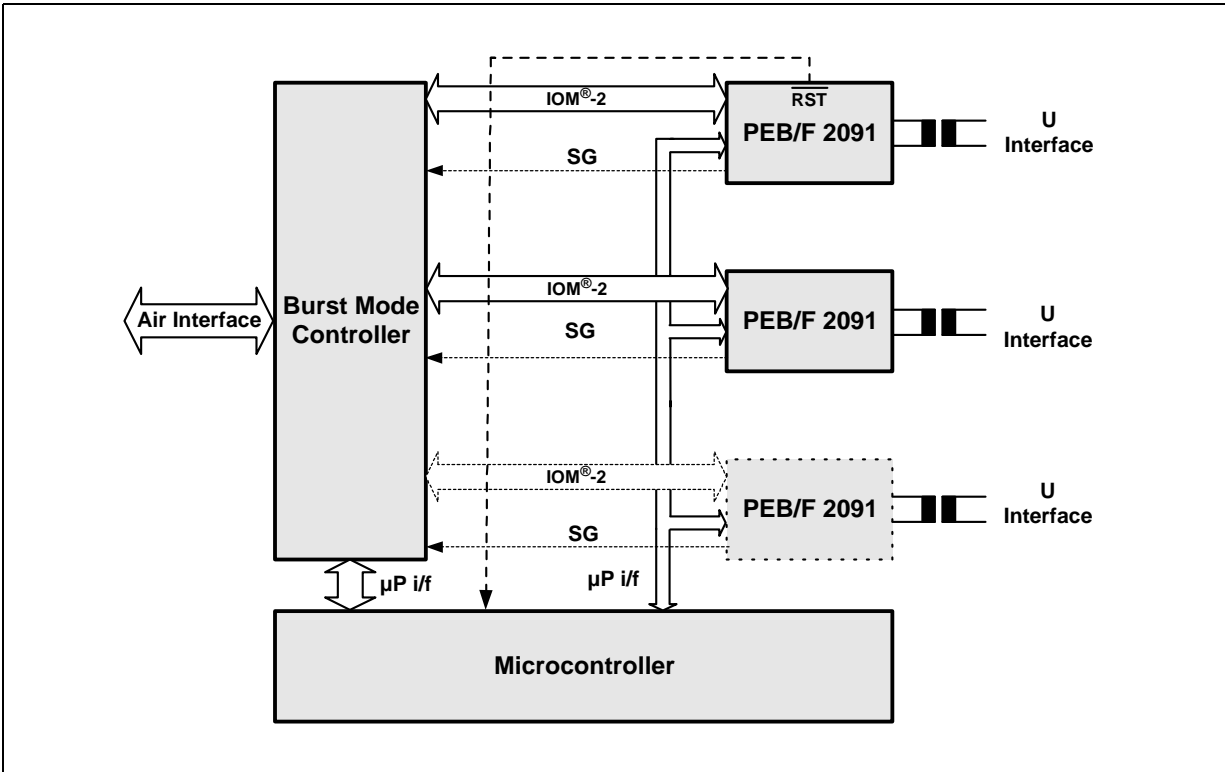 IOM®-2
RST
PEB/F 2091
U
Interface
SG
IOM®-2
Burst Mode
Controller
Air Interface
SG
PEB/F 2091
U
Interface
IOM®-2
SG
PEB/F 2091
U
Interface
µP i/f
µP i/f
Microcontroller